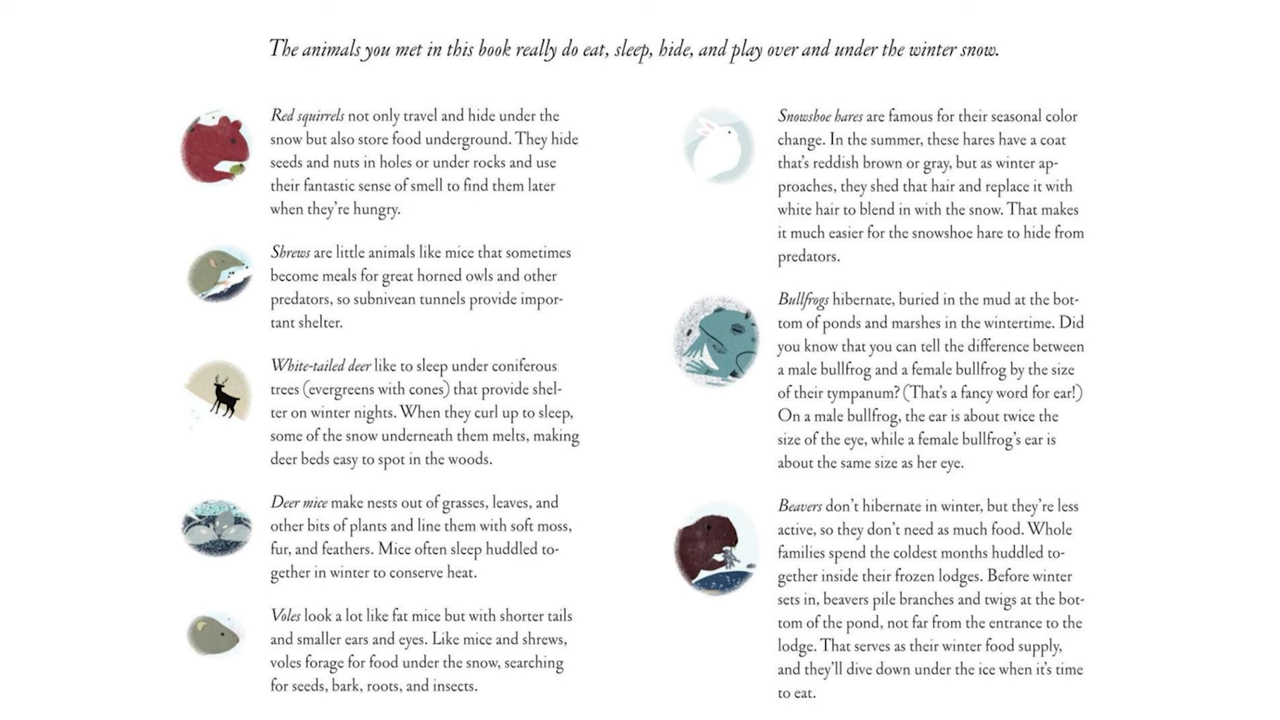 The animals you met in this book really do eat, sleep, hide, and play over and under the winter snow.
Red squirrels not only travel and hide under the
snow but also store food underground. They hide
seeds and nuts in holes or under rocks and use
their fantastic sense of smell to find them later
when they're hungry.
Shrews are little animals like mice that sometimes
become meals for great horned owls and other
predators, so subnivean tunnels provide impor-
tant shelter.
White-tailed deer like to sleep under coniferous
trees (evergreens with cones) that provide shel-
ter on winter nights. When they curl up to sleep,
some of the snow underneath them melts, making
deer beds easy to spot in the woods.
Deer mice make nests out of grasses, leaves, and
other bits of plants and line them with soft moss,
fur, and feathers. Mice often sleep huddled to-
gether in winter to conserve heat.
Voles look a lot like fat mice but with shorter tails
and smaller ears and eyes. Like mice and shrews,
voles forage for food under the snow, searching
for seeds, bark, roots, and insects.
Snowshoe hares are famous for their seasonal color
change. In the summer, these hares have a coat
that's reddish brown or gray, but as winter ap-
proaches, they shed that hair and replace it with
white hair to blend in with the snow. That makes
it much easier for the snowshoe hare to hide from
predators.
Bullfrogs hibernate, buried in the mud at the bot-
tom of ponds and marshes in the wintertime. Did
you know that you can tell the difference between
a male bullfrog and a female bullfrog by the size
of their tympanum? (That's a fancy word for ear!)
On a male bullfrog, the ear is about twice the
size of the eye, while a female bullfrog's ear is
about the same size as her eye.
Beavers don't hibernate in winter, but they're less
active, so they don't need as much food. Whole
families spend the coldest months huddled to-
gether inside their frozen lodges. Before winter
sets in, beavers pile branches and twigs at the bot-
tom of the pond, not far from the entrance to the
lodge. That serves as their winter food supply,
and they'll dive down under the ice when it's time
to eat.